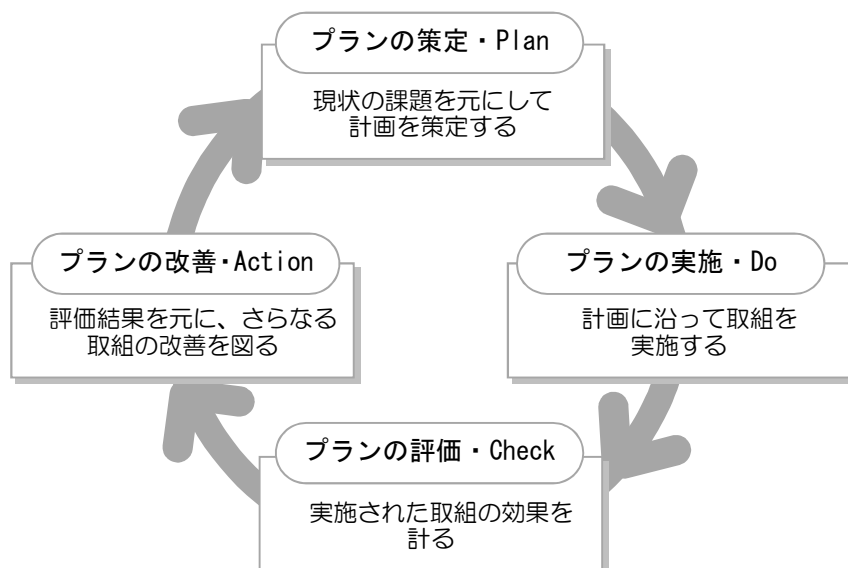 プランの策定・Plan
現状の課題を元にして
計画を策定する
プランの改善・Action
評価結果を元に、さらなる
取組の改善を図る
プランの実施・Do
計画に沿って取組を
実施する
プランの評価・Check
実施された取組の効果を
計る